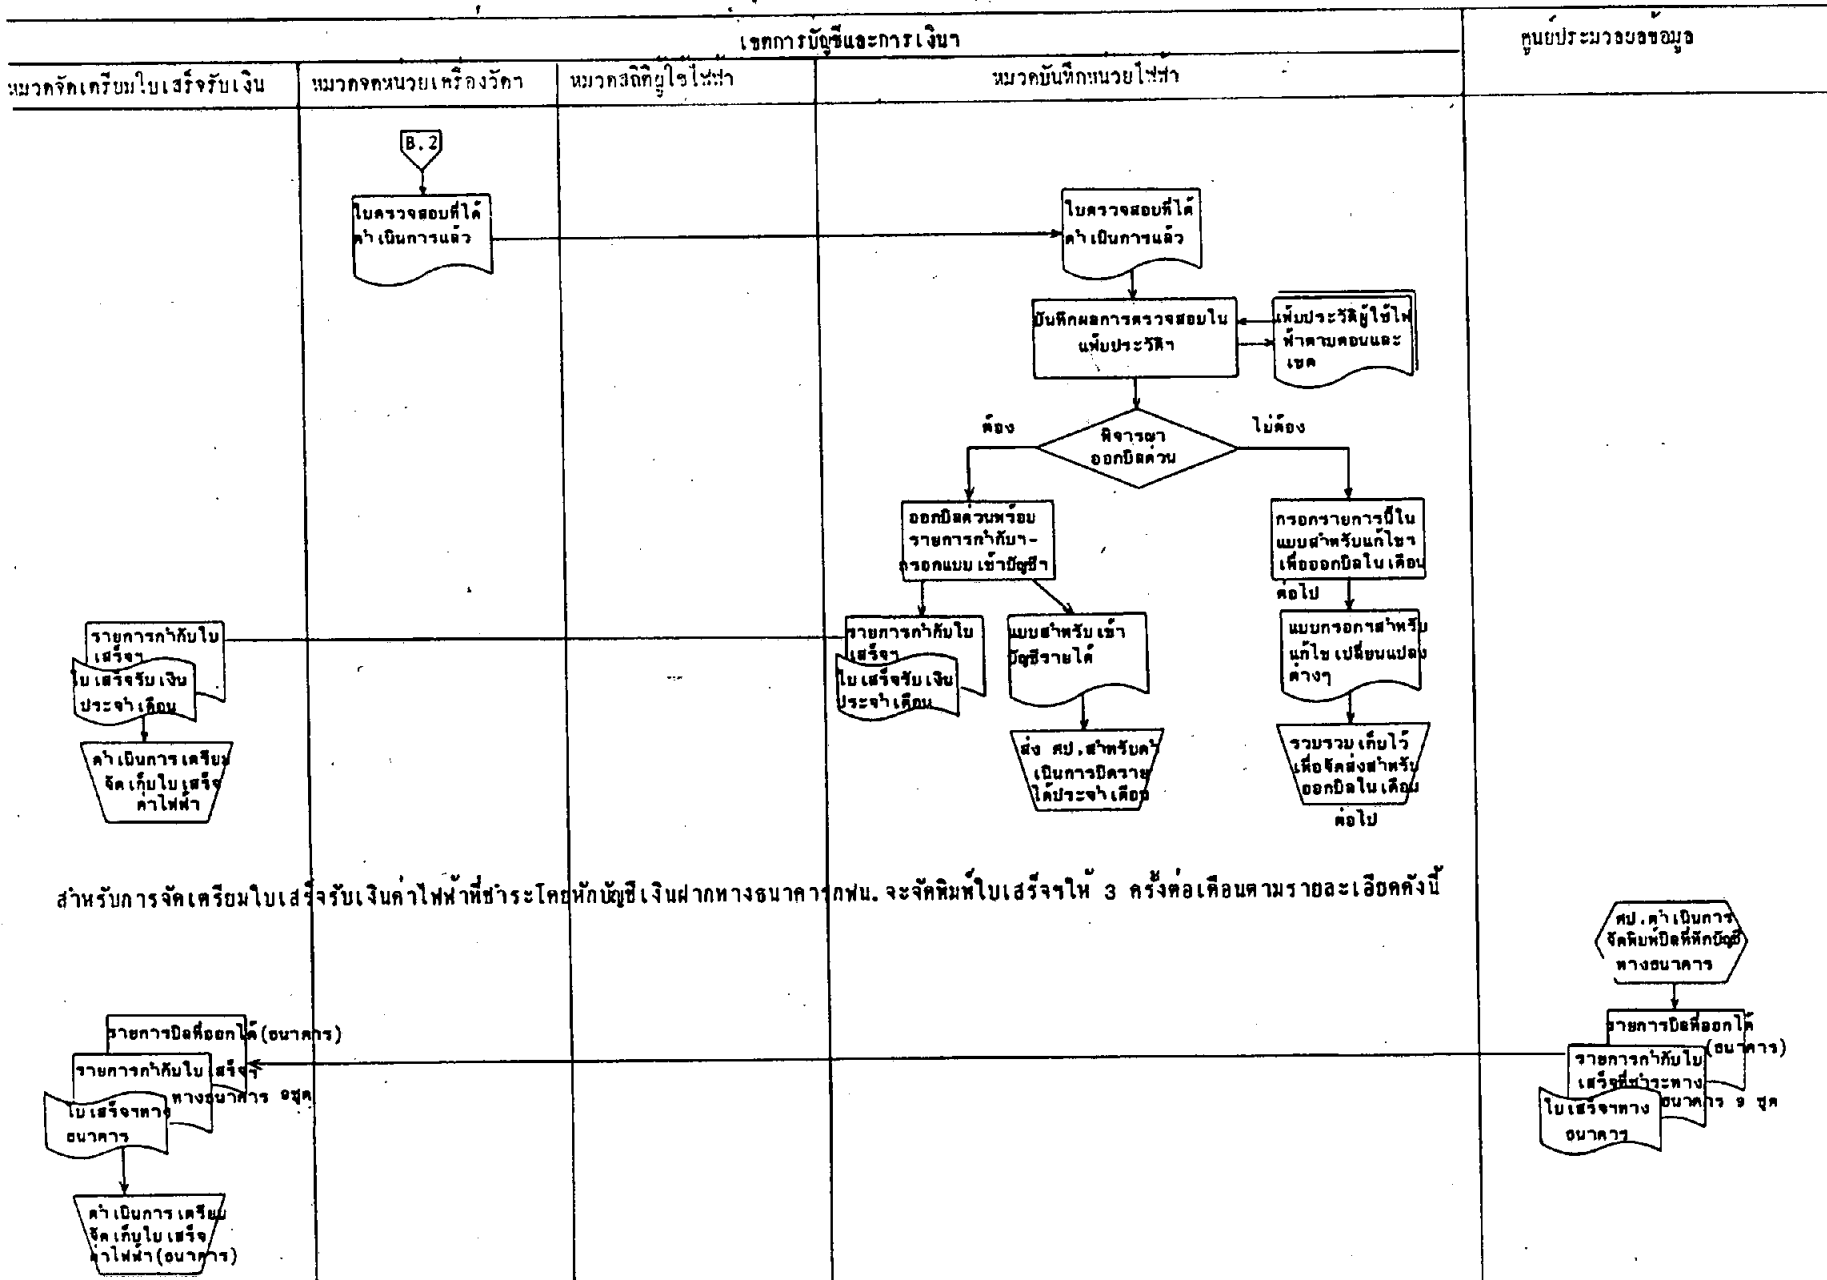 เขตการบัญชีและการเงินฯ
ศูนย์ประมวลผลข้อมูล
หมวดจัดเตรียมใบเสร็จรับเงิน
หมวดจดหน่วยเครื่องวัดฯ
หมวดสถิติผู้ใช้ไฟฟ้า
หมวดบันทึกหน่วยไฟฟ้า
B.2
ใบตรวจสอบที่ได้
ดำเนินการแล้ว
ใบตรวจสอบที่ได้
ดำเนินการแล้ว
บันทึกผลการตรวจสอบใน
แฟ้มประวัติฯ
แฟ้มประวัติผู้ใช้ไฟ
ฟ้าตามตอนและ
เขต
ต้อง
ไม่ต้อง
พิจารณา
ออกบิลด่วน
ออกบิลด่วนพร้อม
รายการกำกับฯ-
กรอกแบบเข้าบัญชีฯ
กรอกรายการนี้ใน
แบบสำหรับแก้ไขฯ
เพื่อออกบิลในเดือน
ต่อไป
รายการกำกับใบ
เสร็จฯ
ใบเสร็จรับเงิน
ประจำเดือน
รายการกำกับใบ
เสร็จฯ
ใบเสร็จรับเงิน
ประจำเดือน
แบบสำหรับเข้า
บัญชีรายได้
แบบกรอกฯสำหรับ
แก้ไขเปลี่ยนแปลง
ต่างๆ
ดำเนินการเตรียม
จัดเก็บใบเสร็จ
ค่าไฟฟ้า
ส่ง ศป.สำหรับดำ
เนินการปิดราย
ได้ประจำเดือน
รวบรวมเก็บไว้
เพื่อจัดส่งสำหรับ
ออกบิลในเดือน
ต่อไป
สำหรับการจัดเตรียมใบเสร็จรับเงินค่าไฟฟ้าที่ชำระโดยหักบัญชีเงินฝากทางธนาคารกฟน. จะจัดพิมพ์ใบเสร็จฯให้ 3 ครั้งต่อเดือนตามรายละเอียดดังนี้
ศป.ดำเนินการ
จัดพิมพ์บิลที่หักบัญชี
ทางธนาคาร
รายการบิลที่ออกได้(ธนาคาร)
รายการกำกับใบเสร็จฯ
ทางธนาคาร 9ชุด
ใบเสร็จฯทาง
ธนาคาร
รายการบิลที่ออกได้
(ธนาคาร)
รายการกำกับใบ
เสร็จที่ชำระทาง
ธนาคาร 9 ชุด
ใบเสร็จฯทาง
ธนาคาร
ดำเนินการเตรียม
จัดเก็บใบเสร็จ
ค่าไฟฟ้า(ธนาคาร)